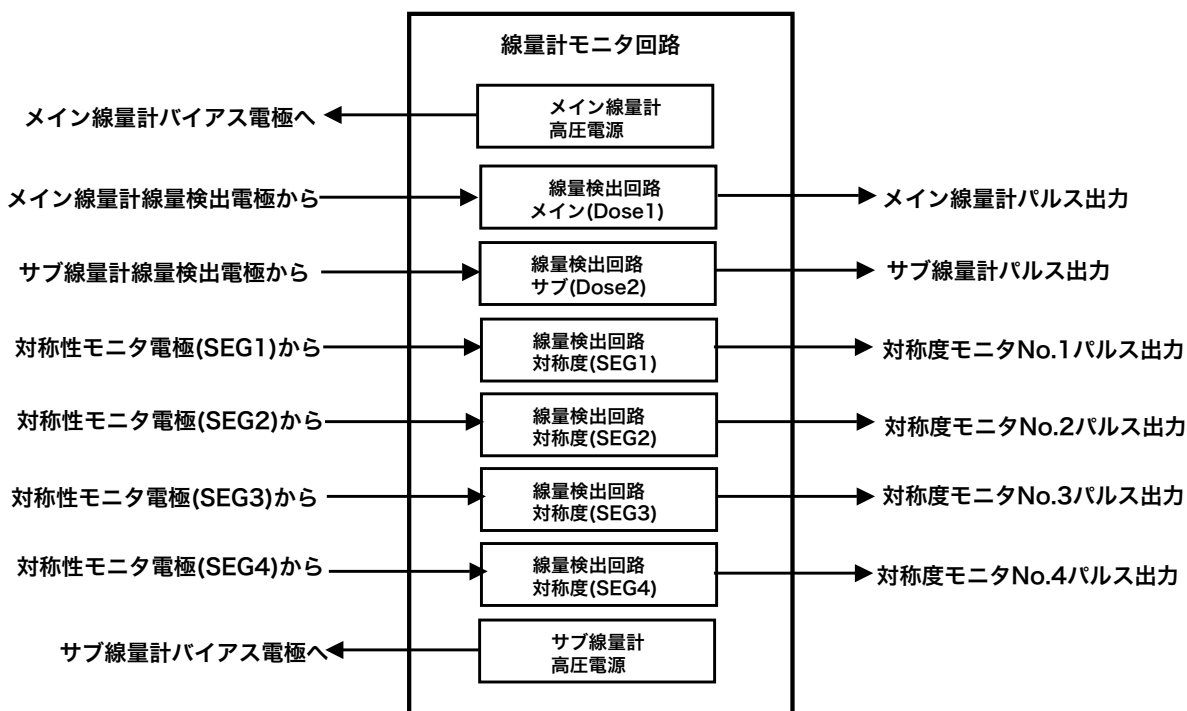 線量計モニタ回路
メイン線量計バイアス電極へ
メイン線量計
高圧電源
メイン線量計線量検出電極から
線量検出回路
メイン(Dose1)
メイン線量計パルス出力
サブ線量計線量検出電極から
線量検出回路
サブ(Dose2)
サブ線量計パルス出力
対称性モニタ電極(SEG1)から
線量検出回路
対称度(SEG1)
対称度モニタNo.1パルス出力
対称性モニタ電極(SEG2)から
線量検出回路
対称度(SEG2)
対称度モニタNo.2パルス出力
対称性モニタ電極(SEG3)から
線量検出回路
対称度(SEG3)
対称度モニタNo.3パルス出力
対称性モニタ電極(SEG4)から
線量検出回路
対称度(SEG4)
対称度モニタNo.4パルス出力
サブ線量計バイアス電極へ
サブ線量計
高圧電源